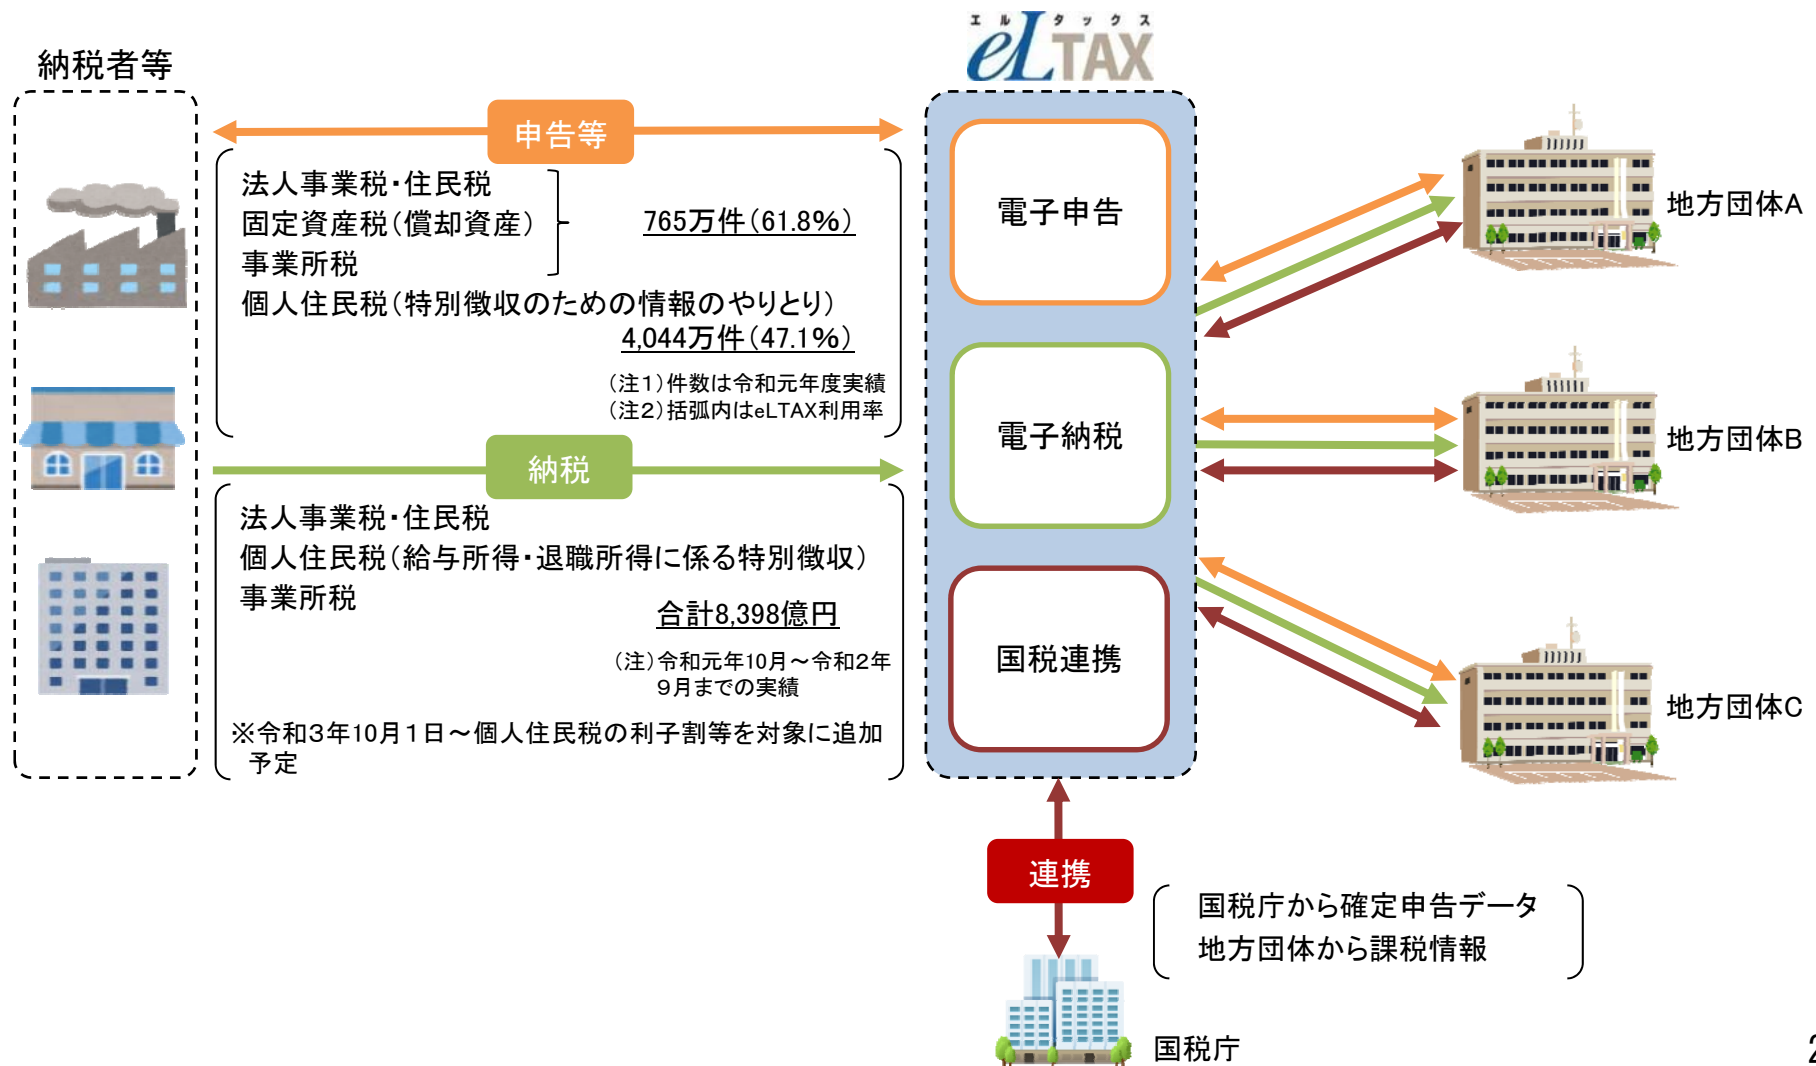 エルタックス
eLTAX
納税者等
申告等
法人事業税・住民税
固定資産税（償却資産）
事業所税
765万件（61.8％）
個人住民税（特別徴収のための情報のやりとり）
4,044万件（47.1％）
（注１）件数は令和元年度実績
（注２）括弧内はeLTAX利用率
納税
法人事業税・住民税
個人住民税（給与所得・退職所得に係る特別徴収）
事業所税
合計8,398億円
（注）令和元年10月～令和２年
９月までの実績
※令和３年10月１日～個人住民税の利子割等を対象に追加
予定
電子申告
電子納税
国税連携
地方団体A
地方団体B
地方団体C
連携
国税庁から確定申告データ
地方団体から課税情報
国税庁
2